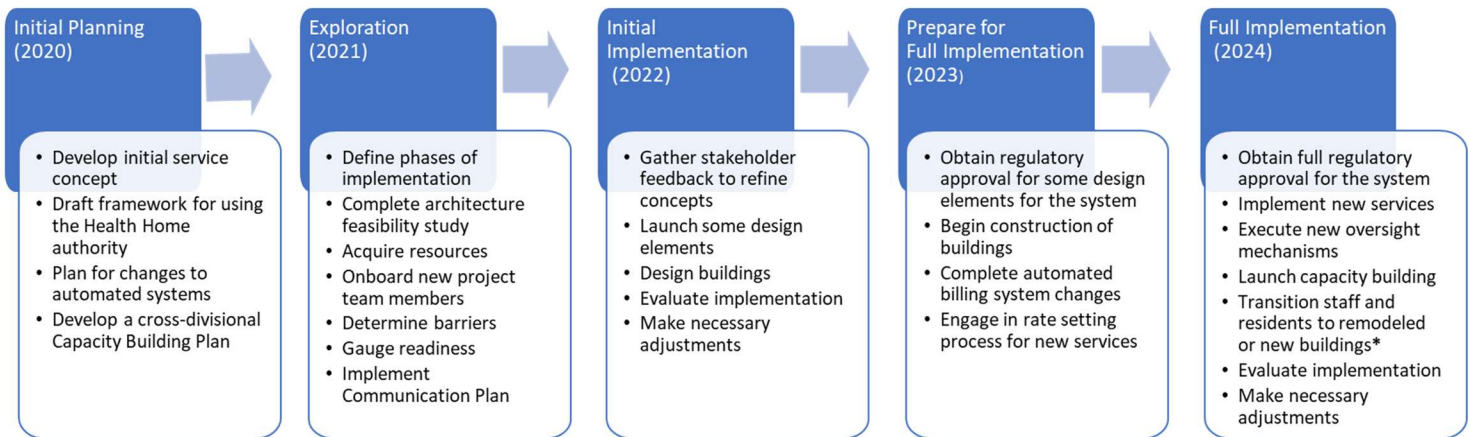 Initial Planning
(2020)
• Develop initial service
concept
• Draft framework for using
the Health Home
authority
• Plan for changes to
automated systems
• Develop a cross-divisional
Capacity Building Plan
Exploration
(2021)
• Define phases of
implementation
• Complete architecture
feasibility study
• Acquire resources
• Onboard new project
team members
• Determine barriers
• Gauge readiness
• Implement
Communication Plan
Initial
Implementation
(2022)
• Gather stakeholder
feedback to refine
concepts
• Launch some design
elements
• Design buildings
• Evaluate implementation
• Make necessary
adjustments
Prepare for
Full Implementation
(2023)
• Obtain regulatory
approval for some design
elements for the system
• Begin construction of
buildings
• Complete automated
billing system changes
• Engage in rate setting
process for new services
Full Implementation
(2024)
• Obtain full regulatory
approval for the system
• Implement new services
• Execute new oversight
mechanisms
• Launch capacity building
• Transition staff and
residents to remodeled
or new buildings*
• Evaluate implementation
• Make necessary
adjustments